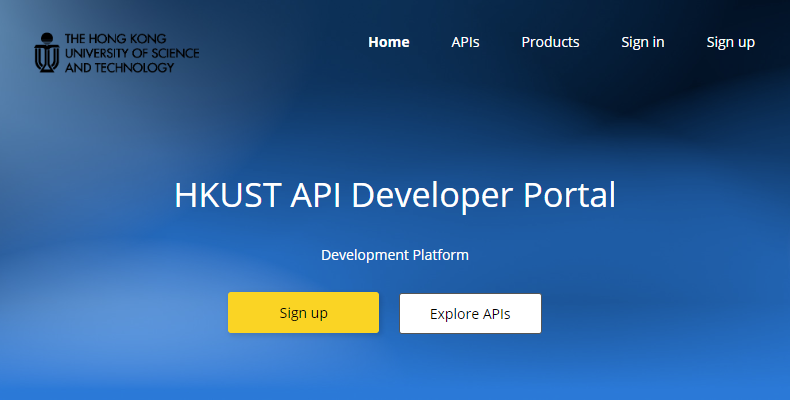 THE HONG KONG
UNIVERSITY OF SCIENCE
AND TECHNOLOGY
Home APIs Products Sign in Sign up
HKUST API Developer Portal
Development Platform
Sign up Explore APIs